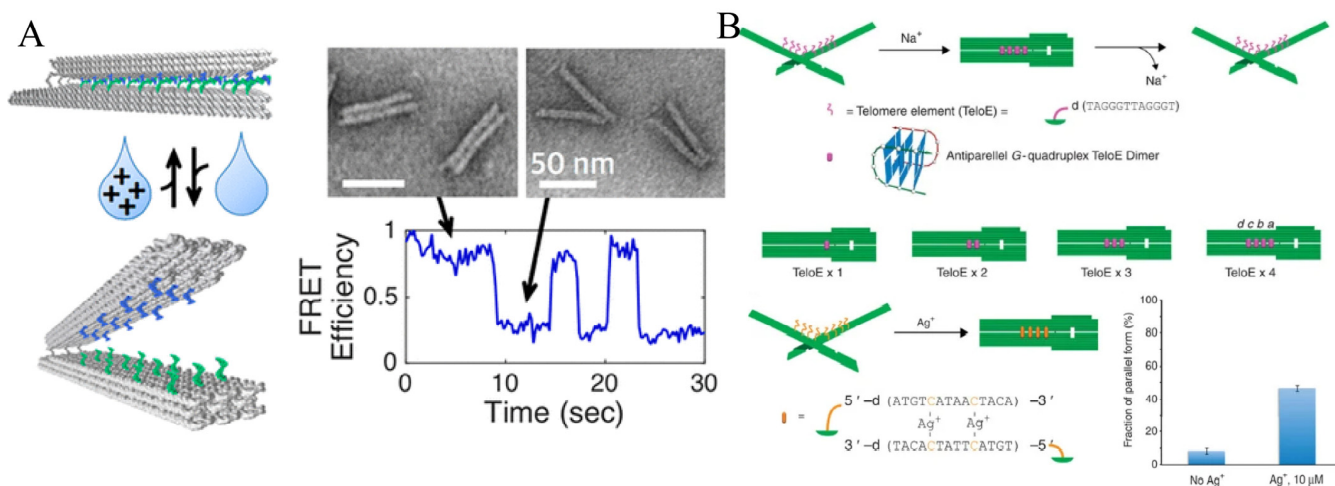 A
+ + + +
50 nm
FRET
Efficiency
1
0.5
0
0 10 20 30
Time (sec)
B
Na⁺
Na⁺
= Telomere element (TeloE) = d (TAGGGTTAGGGT)
Antiparellel G-quadruplex TeloE Dimer
d c b a
TeloE x 1 TeloE x 2 TeloE x 3 TeloE x 4
Ag⁺
= 5′ –d (ATGTCATAACTACA) –3′
Ag⁺ Ag⁺
3′ –d (TACACTATTCATGT) –5′
Fraction of parallel form (%)
100
80
60
40
20
0
No Ag⁺ Ag⁺, 10 μM